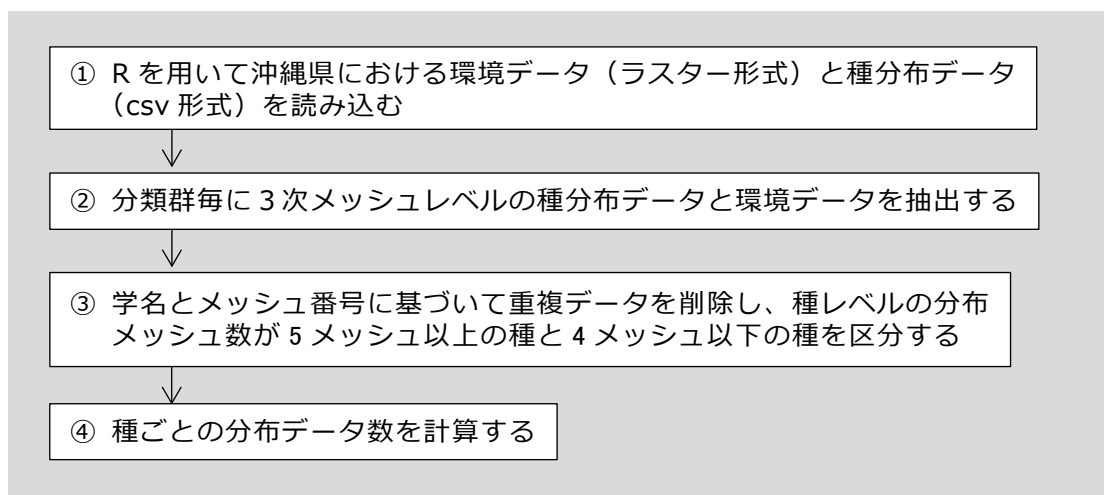 ① R を用いて沖縄県における環境データ（ラスター形式）と種分布データ
（csv 形式）を読み込む
② 分類群毎に 3 次メッシュレベルの種分布データと環境データを抽出する
③ 学名とメッシュ番号に基づいて重複データを削除し、種レベルの分布
メッシュ数が 5 メッシュ以上の種と 4 メッシュ以下の種を区分する
④ 種ごとの分布データ数を計算する